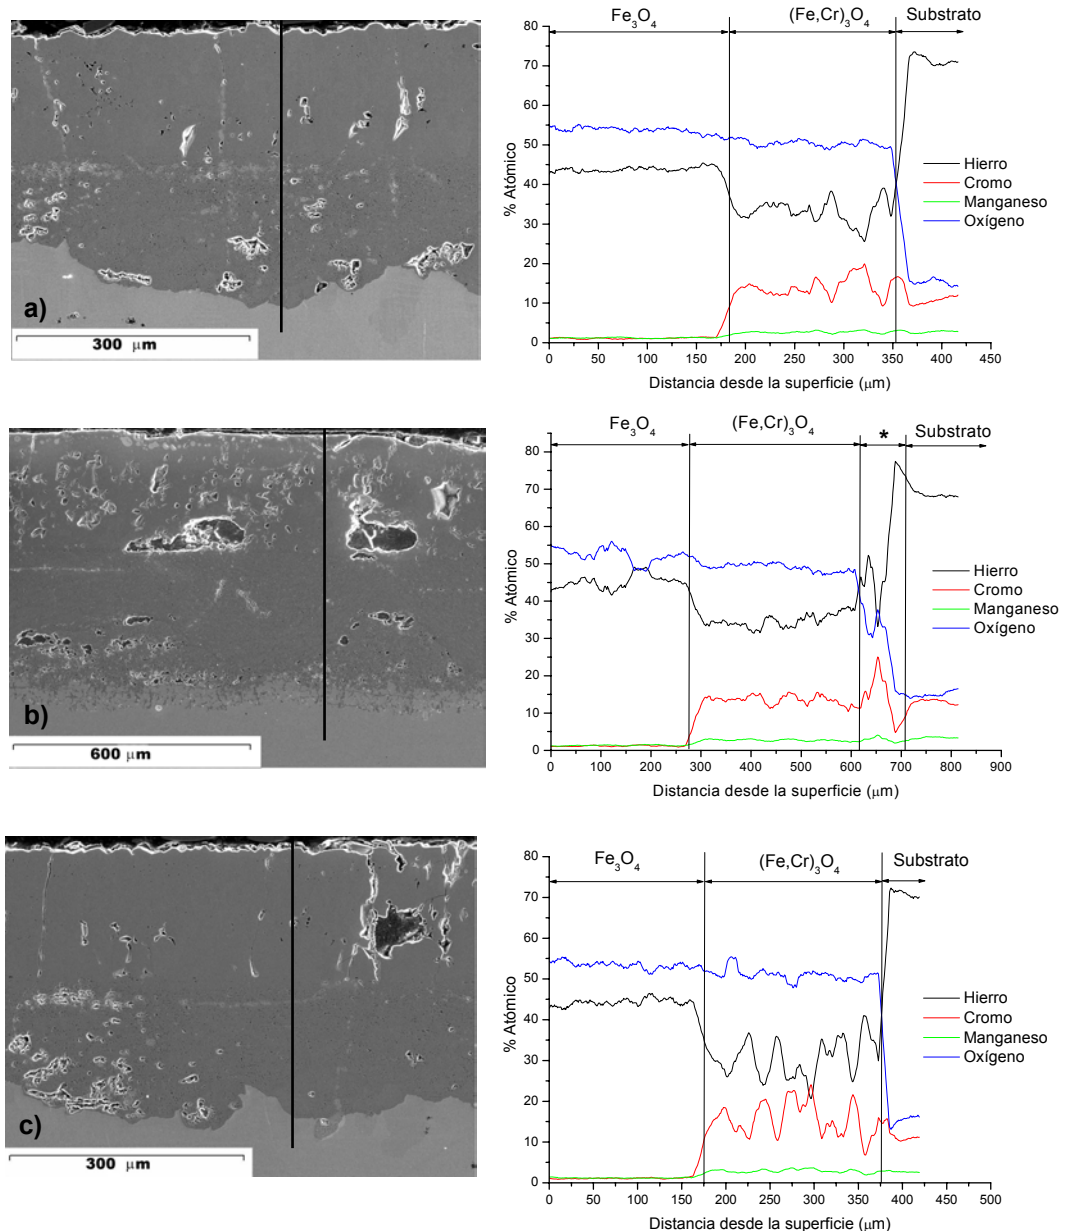 a)
300 µm
Fe₃O₄ (Fe,Cr)₃O₄ Substrato
80
70
60
50
40
30
20
10
0
% Atómico
Hierro
Cromo
Manganeso
Oxígeno
0 50 100 150 200 250 300 350 400 450
Distancia desde la superficie (µm)
b)
600 µm
Fe₃O₄ (Fe,Cr)₃O₄ * Substrato
80
70
60
50
40
30
20
10
0
% Atómico
Hierro
Cromo
Manganeso
Oxígeno
0 100 200 300 400 500 600 700 800 900
Distancia desde la superficie (µm)
c)
300 µm
Fe₃O₄ (Fe,Cr)₃O₄ Substrato
80
70
60
50
40
30
20
10
0
% Atómico
Hierro
Cromo
Manganeso
Oxígeno
0 50 100 150 200 250 300 350 400 450 500
Distancia desde la superficie (µm)